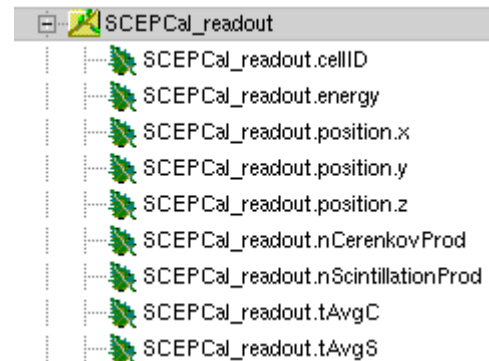 SCEPCal_readout
SCEPCal_readout.cellID
SCEPCal_readout.energy
SCEPCal_readout.position.x
SCEPCal_readout.position.y
SCEPCal_readout.position.z
SCEPCal_readout.nCerenkovProd
SCEPCal_readout.nScintillationProd
SCEPCal_readout.tAvgC
SCEPCal_readout.tAvgS